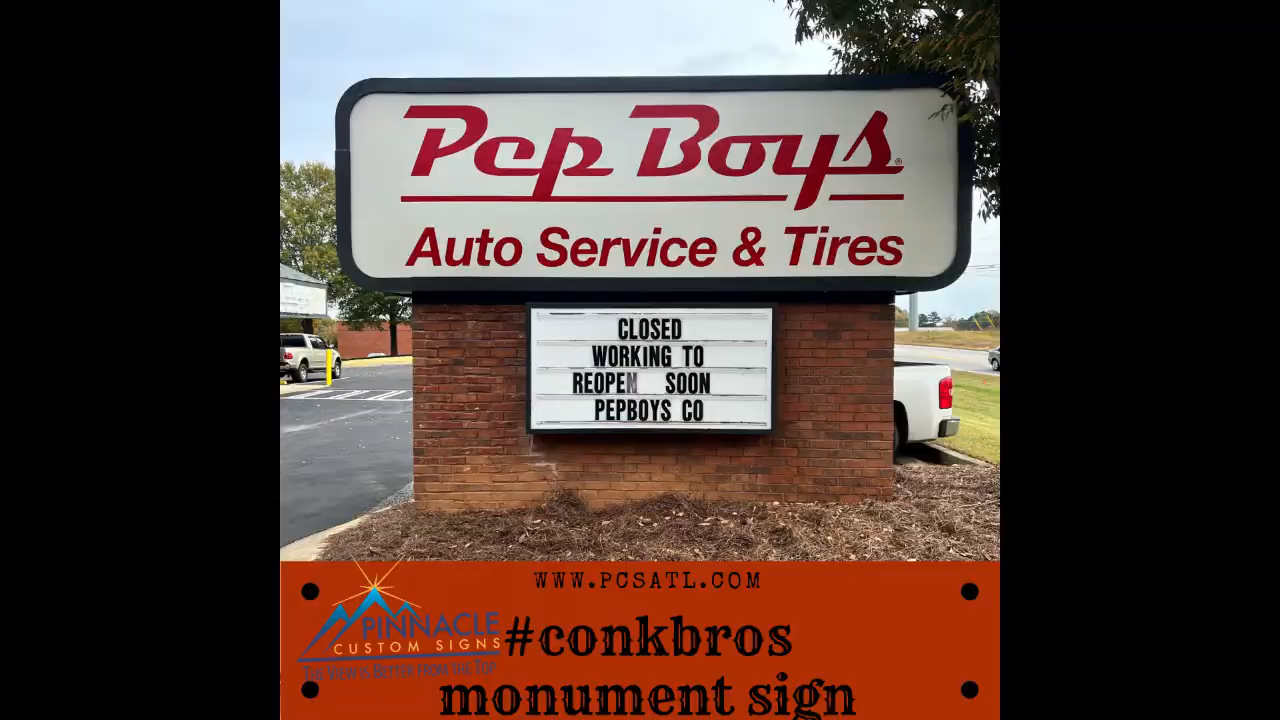 Pep Boys®
Auto Service & Tires
CLOSED
WORKING TO
REOPEN SOON
PEPBOYS CO
WWW.PCSATL.COM
PINNACLE
CUSTOM SIGNS
THE VIEW IS BETTER FROM THE TOP
#conkbros
monument sign